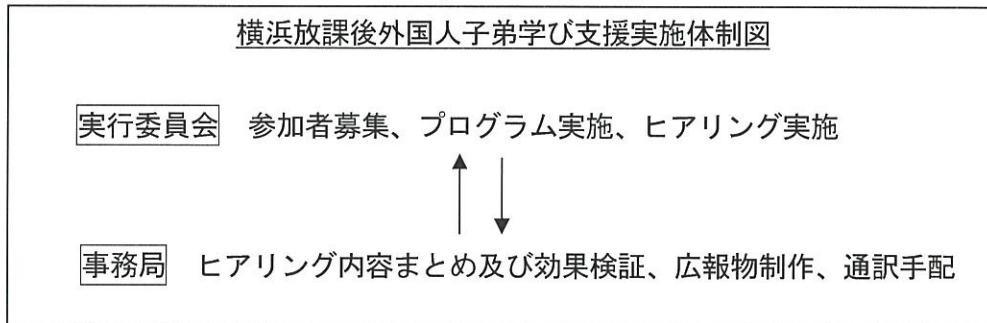 横浜放課後外国人子弟学び支援実施体制図
実行委員会 参加者募集、プログラム実施、ヒアリング実施
事務局 ヒアリング内容まとめ及び効果検証、広報物制作、通訳手配